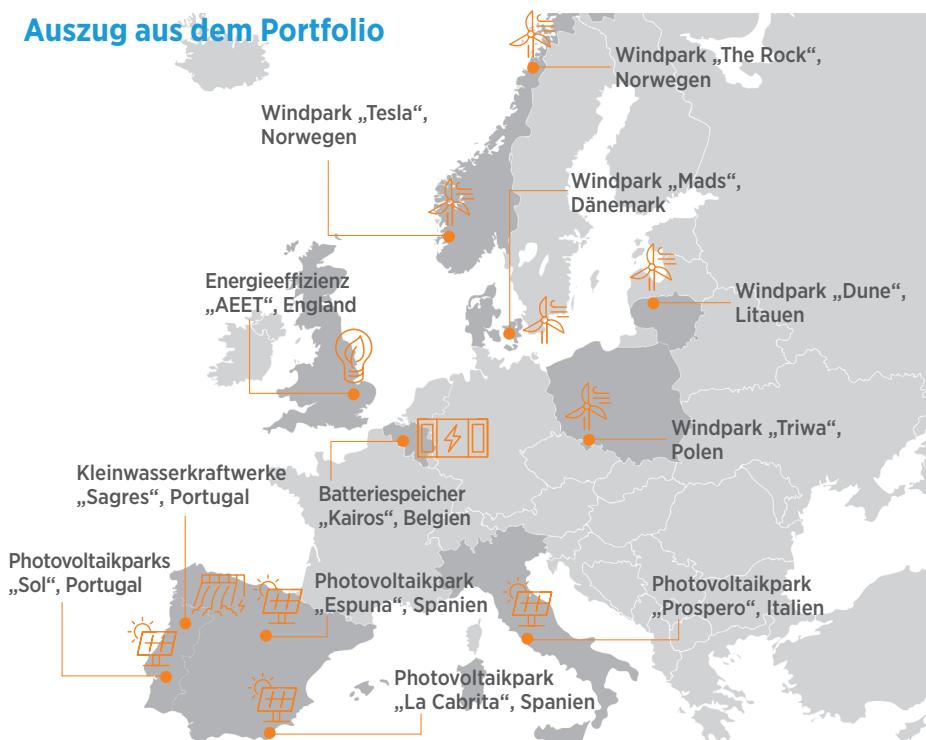 Auszug aus dem Portfolio
Windpark „The Rock“,
Norwegen
Windpark „Tesla“,
Norwegen
Windpark „Mads“,
Dänemark
Energieeffizienz
„AEET“, England
Windpark „Dune“,
Litauen
Windpark „Triwa“,
Polen
Kleinwasserkraftwerke
„Sagres“, Portugal
Batteriespeicher
„Kairos“, Belgien
Photovoltaikparks
„Sol“, Portugal
Photovoltaikpark
„Espuna“, Spanien
Photovoltaikpark
„Prospero“, Italien
Photovoltaikpark
„La Cabrita“, Spanien